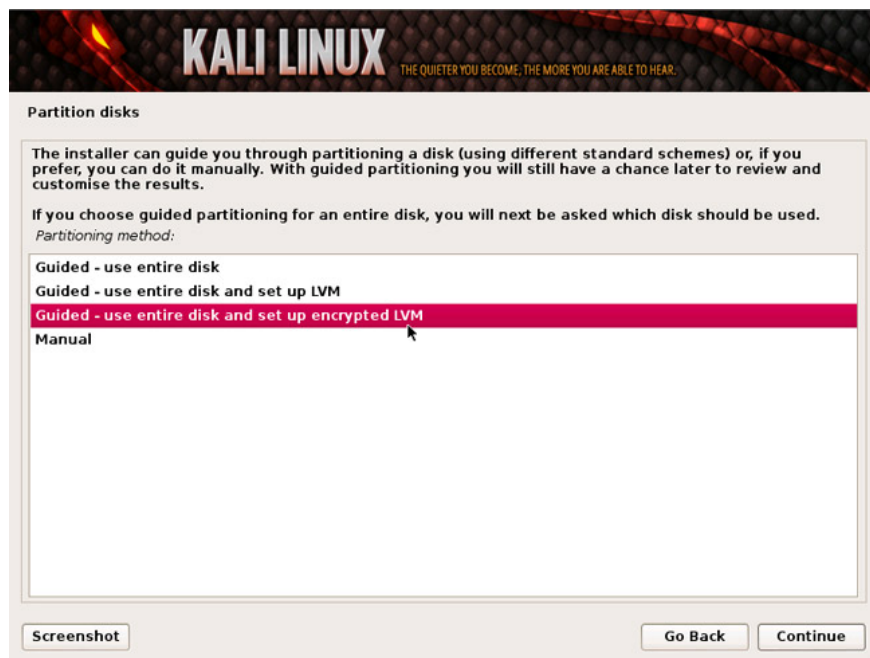 KALI LINUX
THE QUIETER YOU BECOME, THE MORE YOU ARE ABLE TO HEAR.
Partition disks
The installer can guide you through partitioning a disk (using different standard schemes) or, if you
prefer, you can do it manually. With guided partitioning you will still have a chance later to review and
customise the results.
If you choose guided partitioning for an entire disk, you will next be asked which disk should be used.
Partitioning method:
Guided - use entire disk
Guided - use entire disk and set up LVM
Guided - use entire disk and set up encrypted LVM
Manual
Screenshot
Go Back
Continue